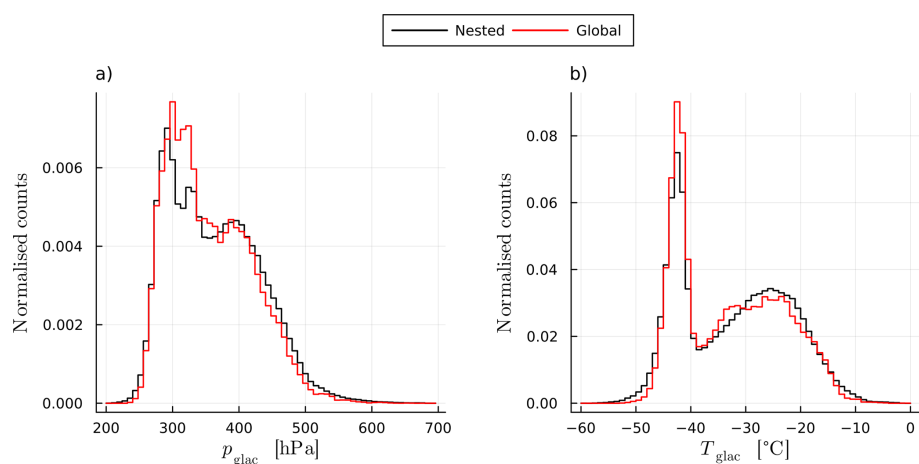 Nested Global
a)
b)
Normalised counts
0.006
0.004
0.002
0.000
200 300 400 500 600 700
p_glac [hPa]
Normalised counts
0.08
0.06
0.04
0.02
0.00
−60 −50 −40 −30 −20 −10 0
T_glac [°C]